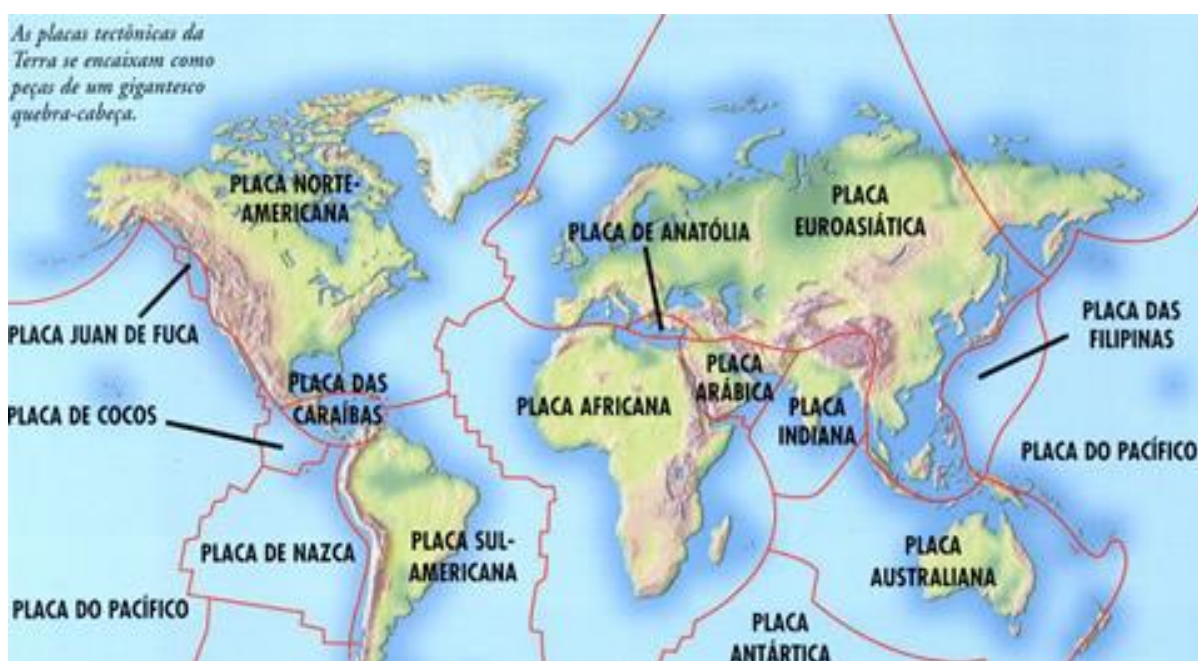 As placas tectônicas da
Terra se encaixam como
peças de um gigantesco
quebra-cabeça.
PLACA NORTE-
AMERICANA
PLACA
EUROASIÁTICA
PLACA DE ANATÓLIA
PLACA JUAN DE FUCA
PLACA DAS
FILIPINAS
PLACA DAS
CARAÍBAS
PLACA
ARÁBICA
PLACA DE COCOS
PLACA AFRICANA
PLACA
INDIANA
PLACA DO PACÍFICO
PLACA DE NAZCA
PLACA SUL-
AMERICANA
PLACA
AUSTRALIANA
PLACA DO PACÍFICO
PLACA
ANTÁRTICA